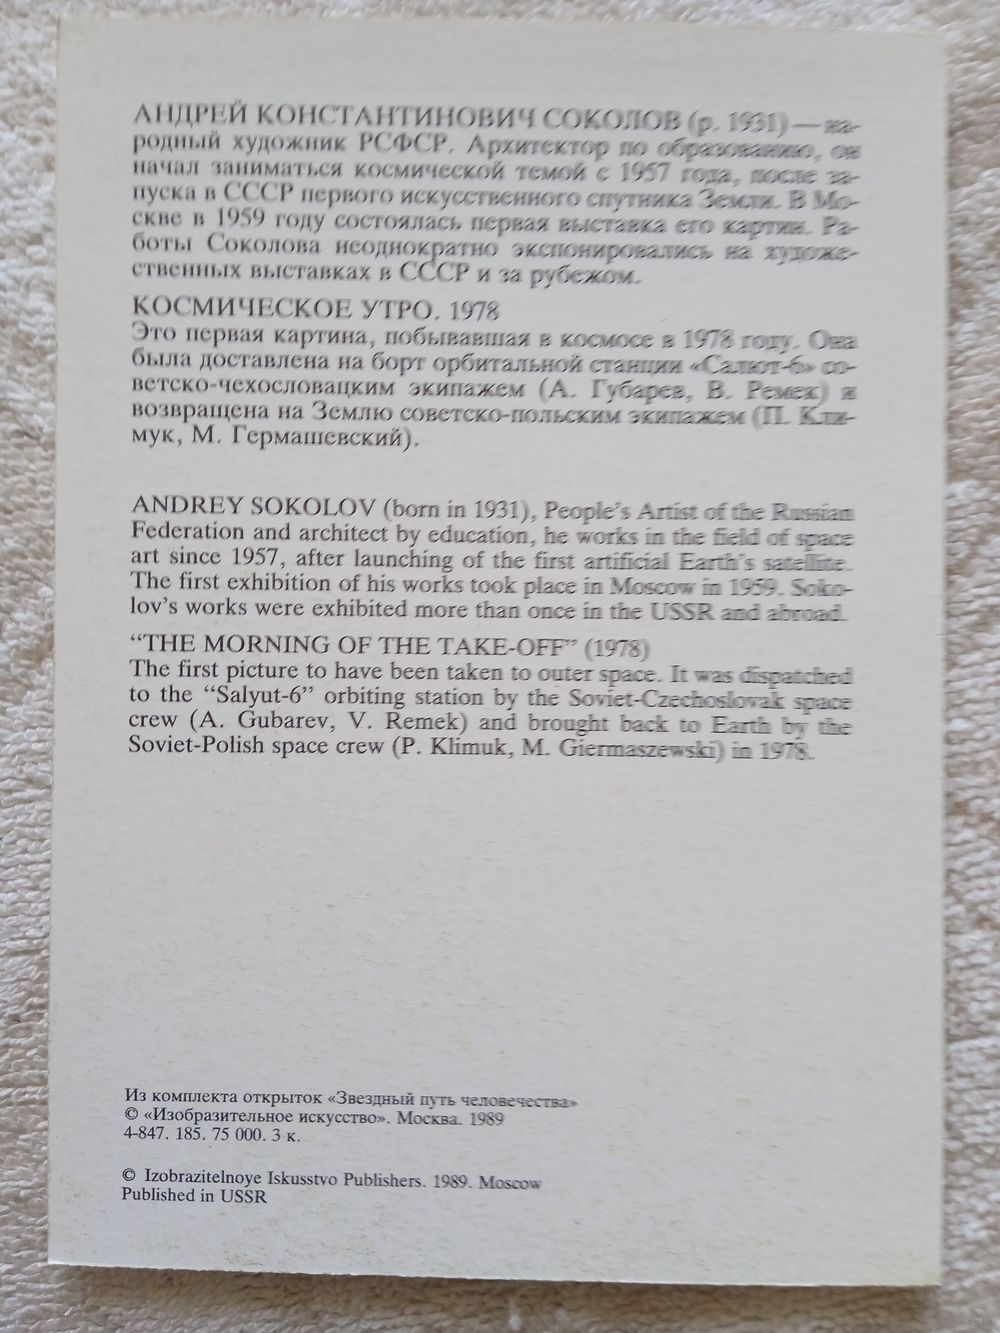 АНДРЕЙ КОНСТАНТИНОВИЧ СОКОЛОВ (р. 1931) — на-
родный художник РСФСР. Архитектор по образованию, он
начал заниматься космической темой с 1957 года, после за-
пуска в СССР первого искусственного спутника Земли. В Мо-
скве в 1959 году состоялась первая выставка его картин. Ра-
боты Соколова неоднократно экспонировались на художе-
ственных выставках в СССР и за рубежом.
КОСМИЧЕСКОЕ УТРО. 1978
Это первая картина, побывавшая в космосе в 1978 году. Она
была доставлена на борт орбитальной станции «Салют-6» со-
ветско-чехословацким экипажем (А. Губарев, В. Ремек) и
возвращена на Землю советско-польским экипажем (П. Кли-
мук, М. Гермашевский).
ANDREY SOKOLOV (born in 1931), People's Artist of the Russian
Federation and architect by education, he works in the field of space
art since 1957, after launching of the first artificial Earth's satellite.
The first exhibition of his works took place in Moscow in 1959. Soko-
lov's works were exhibited more than once in the USSR and abroad.
“THE MORNING OF THE TAKE-OFF” (1978)
The first picture to have been taken to outer space. It was dispatched
to the “Salyut-6” orbiting station by the Soviet-Czechoslovak space
crew (A. Gubarev, V. Remek) and brought back to Earth by the
Soviet-Polish space crew (P. Klimuk, M. Giermaszewski) in 1978.
Из комплекта открыток «Звездный путь человечества»
© «Изобразительное искусство». Москва. 1989
4-847. 185. 75 000. 3 к.
© Izobrazitelnoye Iskusstvo Publishers. 1989. Moscow
Published in USSR